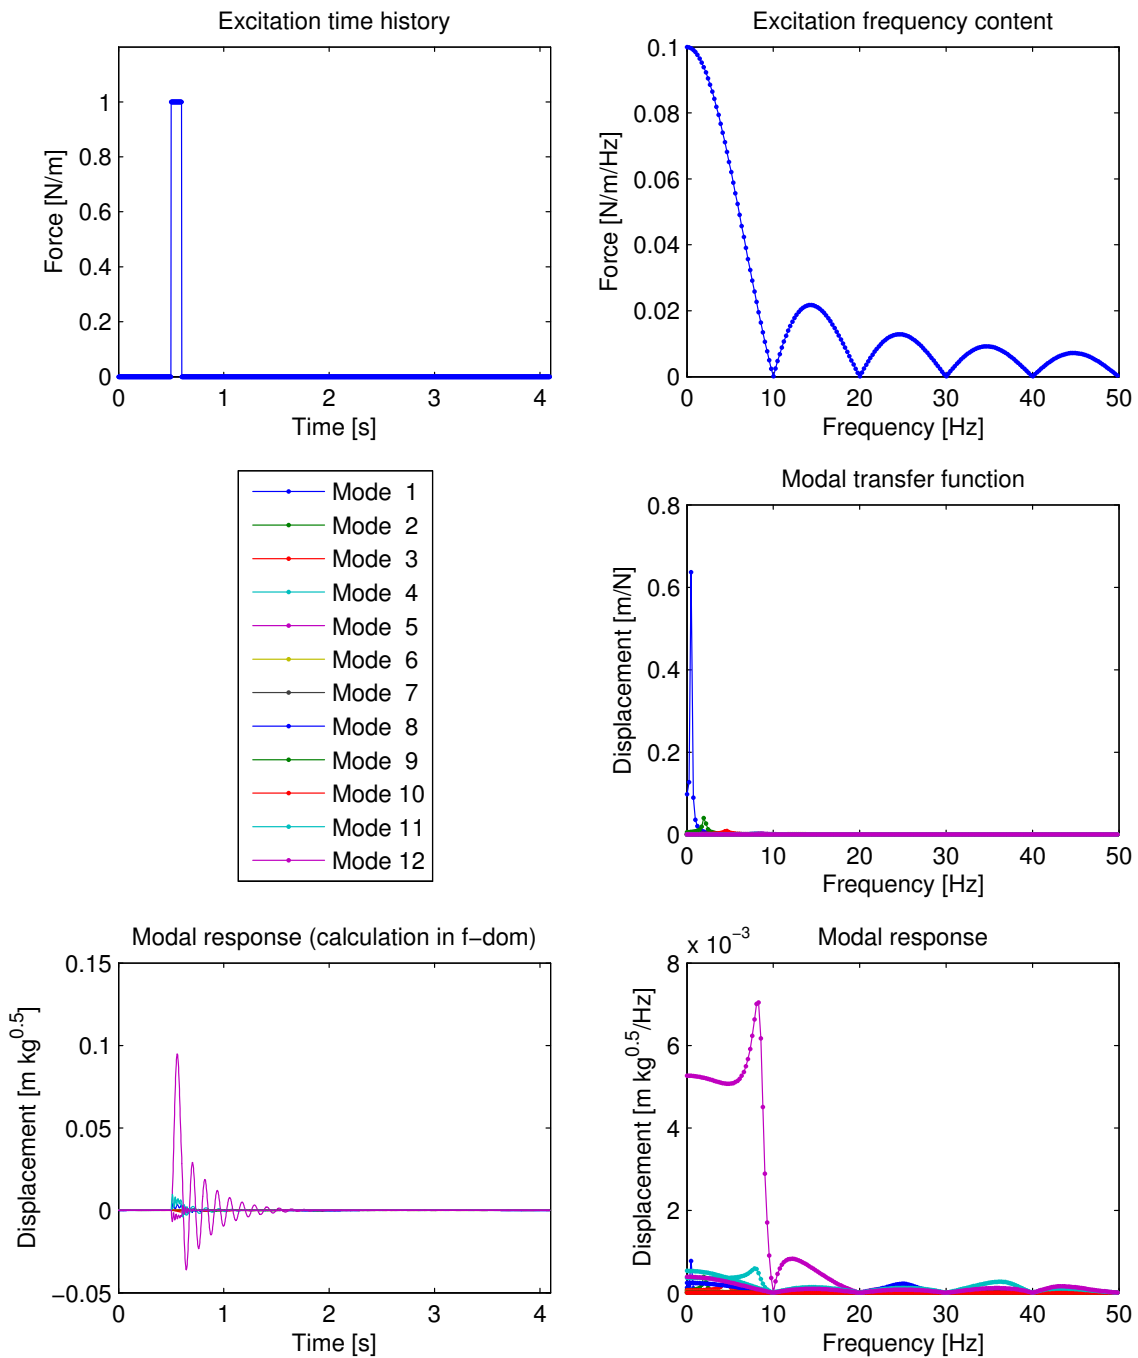 Excitation time history
Force [N/m]
1
0.8
0.6
0.4
0.2
0
0 1 2 3 4
Time [s]
Excitation frequency content
Force [N/m/Hz]
0.1
0.08
0.06
0.04
0.02
0
0 10 20 30 40 50
Frequency [Hz]
Mode 1
Mode 2
Mode 3
Mode 4
Mode 5
Mode 6
Mode 7
Mode 8
Mode 9
Mode 10
Mode 11
Mode 12
Modal transfer function
Displacement [m/N]
0.8
0.6
0.4
0.2
0
0 10 20 30 40 50
Frequency [Hz]
Modal response (calculation in f−dom)
Displacement [m kg^0.5]
0.15
0.1
0.05
0
−0.05
0 1 2 3 4
Time [s]
x 10^−3
Modal response
Displacement [m kg^0.5/Hz]
8
6
4
2
0
0 10 20 30 40 50
Frequency [Hz]